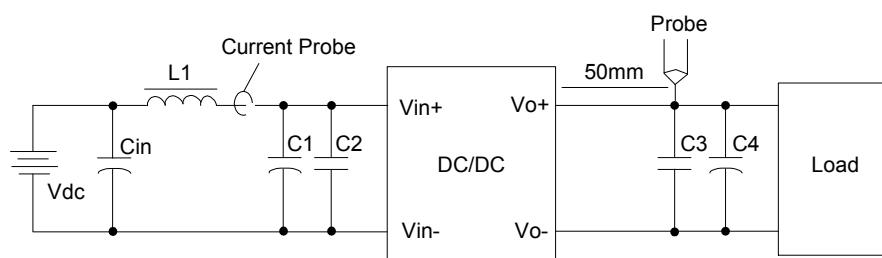 Probe
Current Probe
L1
50mm
Vin+
Vo+
Cin
C1
C2
C3
C4
DC/DC
Load
Vdc
Vin-
Vo-